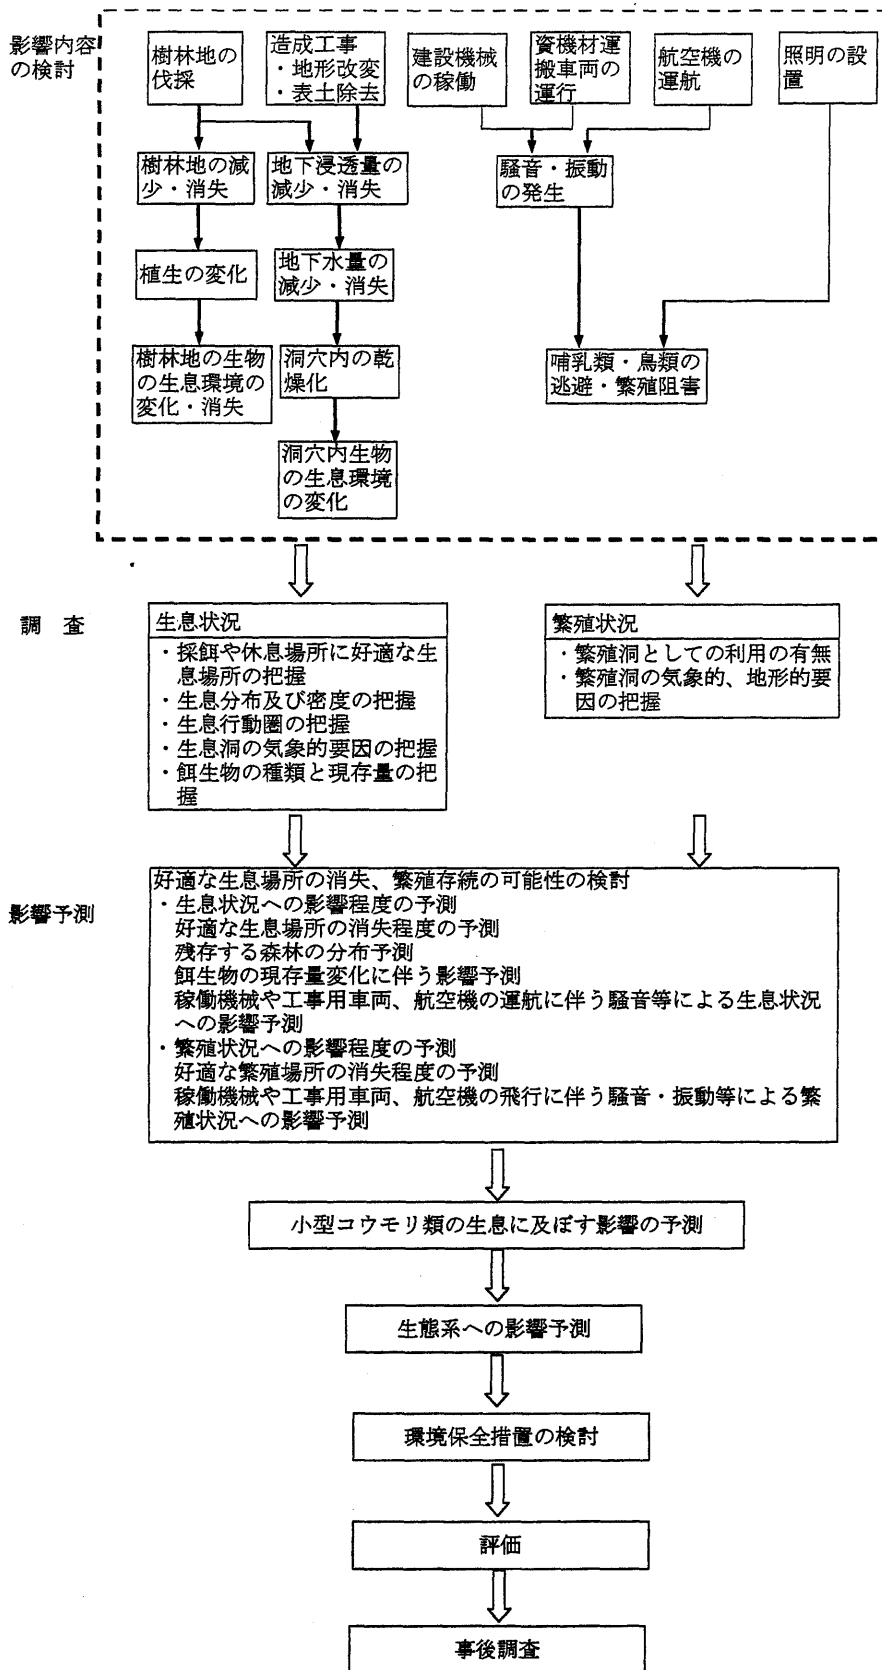 影響内容
の検討
樹林地の
伐採
造成工事
・地形改変
・表土除去
建設機械
の稼働
資機材運
搬車両の
運行
航空機の
運航
照明の設
置
樹林地の減
少・消失
地下浸透量の
減少・消失
騒音・振動
の発生
植生の変化
地下水量の
減少・消失
樹林地の生物
の生息環境の
変化・消失
洞穴内の乾
燥化
哺乳類・鳥類の
逃避・繁殖阻害
洞穴内生物
の生息環境
の変化
調 査
生息状況
・採餌や休息場所に好適な生
息場所の把握
・生息分布及び密度の把握
・生息行動圏の把握
・生息洞の気象的要因の把握
・餌生物の種類と現存量の把
握
繁殖状況
・繁殖洞としての利用の有無
・繁殖洞の気象的、地形的要
因の把握
影響予測
好適な生息場所の消失、繁殖存続の可能性の検討
・生息状況への影響程度の予測
好適な生息場所の消失程度の予測
残存する森林の分布予測
餌生物の現存量変化に伴う影響予測
稼働機械や工事用車両、航空機の運航に伴う騒音等による生息状況
への影響予測
・繁殖状況への影響程度の予測
好適な繁殖場所の消失程度の予測
稼働機械や工事用車両、航空機の飛行に伴う騒音・振動等による繁
殖状況への影響予測
小型コウモリ類の生息に及ぼす影響の予測
生態系への影響予測
環境保全措置の検討
評価
事後調査